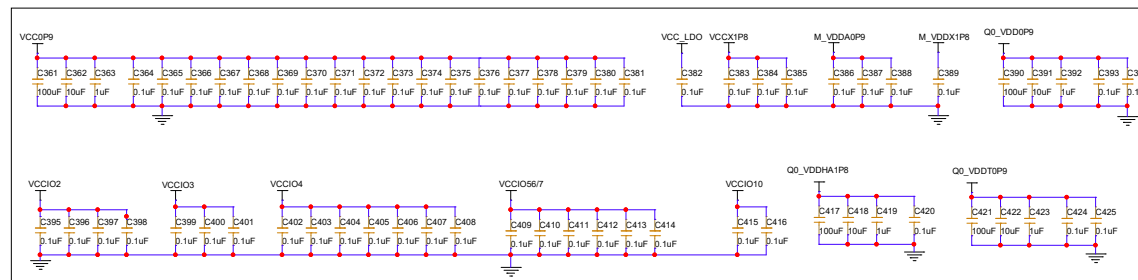 VCC0P9 VCC_LDO VCCX1P8 M_VDDA0P9 M_VDDX1P8 Q0_VDD0P9
C361 C362 C363 C364 C365 C366 C367 C368 C369 C370 C371 C372 C373 C374 C375 C376 C377 C378 C379 C380 C381 C382 C383 C384 C385 C386 C387 C388 C389 C390 C391 C392 C393
100uF 10uF 1uF 0.1uF 0.1uF 0.1uF 0.1uF 0.1uF 0.1uF 0.1uF 0.1uF 0.1uF 0.1uF 0.1uF 0.1uF 0.1uF 0.1uF 0.1uF 0.1uF 0.1uF 0.1uF 0.1uF 0.1uF 0.1uF 0.1uF 0.1uF 0.1uF 0.1uF 0.1uF 100uF 10uF 1uF 0.1uF
VCCIO2 VCCIO3 VCCIO4 VCCIO56/7 VCCIO10 Q0_VDDHA1P8 Q0_VDDT0P9
C395 C396 C397 C398 C399 C400 C401 C402 C403 C404 C405 C406 C407 C408 C409 C410 C411 C412 C413 C414 C415 C416 C417 C418 C419 C420 C421 C422 C423 C424 C425
0.1uF 0.1uF 0.1uF 0.1uF 0.1uF 0.1uF 0.1uF 0.1uF 0.1uF 0.1uF 0.1uF 0.1uF 0.1uF 0.1uF 0.1uF 0.1uF 0.1uF 0.1uF 0.1uF 0.1uF 0.1uF 0.1uF 100uF 10uF 1uF 0.1uF 100uF 10uF 1uF 0.1uF 0.1uF